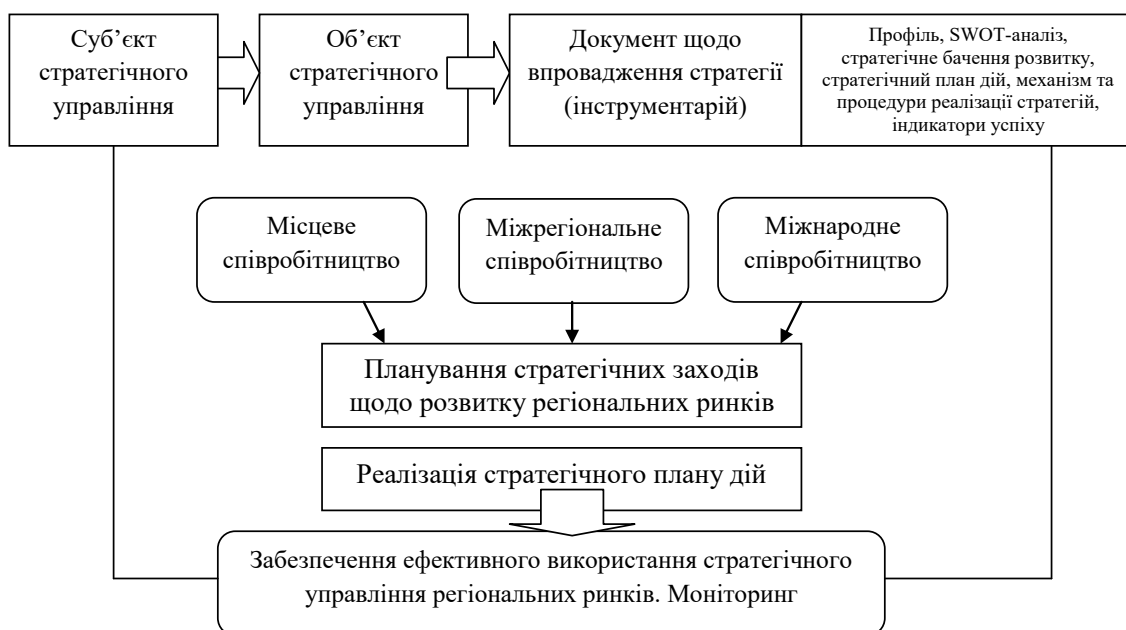 Суб’єкт
стратегічного
управління
Об’єкт
стратегічного
управління
Документ щодо
впровадження стратегії
(інструментарій)
Профіль, SWOT-аналіз,
стратегічне бачення розвитку,
стратегічний план дій, механізм та
процедури реалізації стратегій,
індикатори успіху
Місцеве
співробітництво
Міжрегіональне
співробітництво
Міжнародне
співробітництво
Планування стратегічних заходів
щодо розвитку регіональних ринків
Реалізація стратегічного плану дій
Забезпечення ефективного використання стратегічного
управління регіональних ринків. Моніторинг